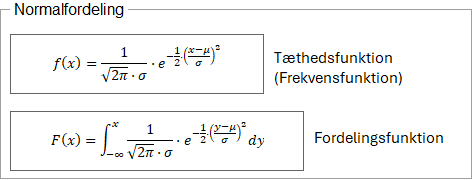 Normalfordeling
f(x) = 1/(√(2π) · σ) · e^(−1/2·((x−μ)/σ)²)
Tæthedsfunktion
(Frekvensfunktion)
F(x) = ∫_{−∞}^{x} 1/(√(2π) · σ) · e^(−1/2·((y−μ)/σ)²) dy
Fordelingsfunktion